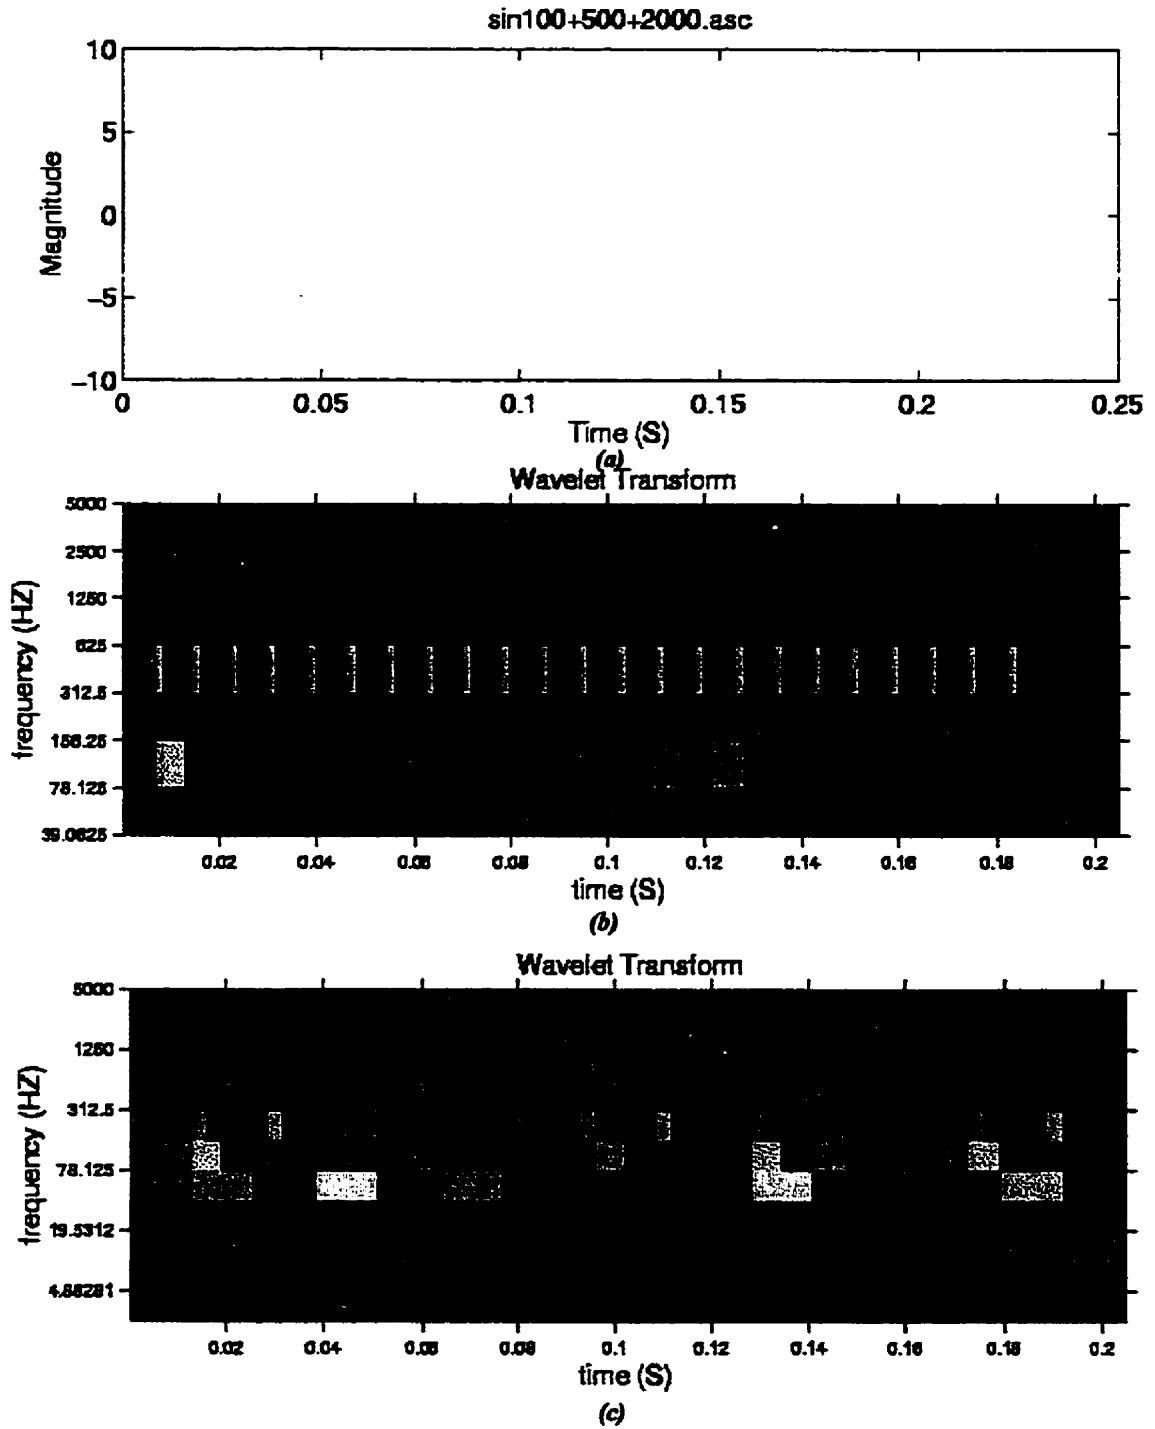 sin100+500+2000.asc
10
5
0
-5
-10
Magnitude
0 0.05 0.1 0.15 0.2 0.25
Time (S)
(a)
Wavelet Transform
5000
2500
1250
625
312.5
156.25
78.125
39.0625
frequency (HZ)
0.02 0.04 0.06 0.08 0.1 0.12 0.14 0.16 0.18 0.2
time (S)
(b)
Wavelet Transform
5000
1250
312.5
78.125
19.5312
4.88281
frequency (HZ)
0.02 0.04 0.06 0.08 0.1 0.12 0.14 0.16 0.18 0.2
time (S)
(c)